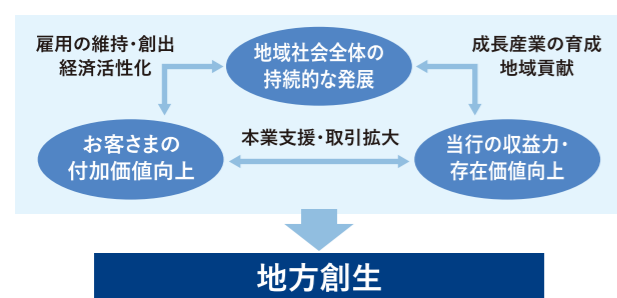 雇用の維持・創出
経済活性化
地域社会全体の
持続的な発展
成長産業の育成
地域貢献
お客さまの
付加価値向上
本業支援・取引拡大
当行の収益力・
存在価値向上
地方創生